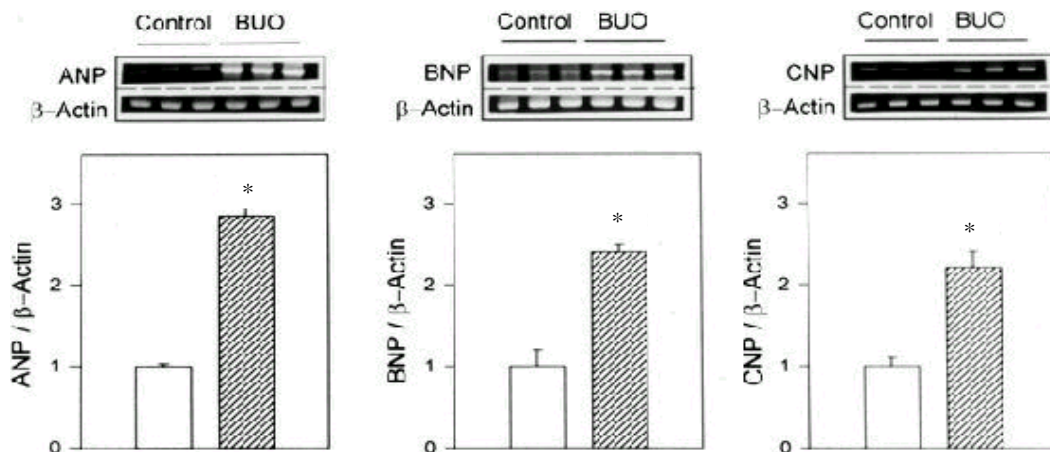 Control BUO
ANP
β–Actin
3
*
2
1
0
ANP / β–Actin
Control BUO
BNP
β–Actin
3
*
2
1
0
BNP / β–Actin
Control BUO
CNP
β–Actin
3
*
2
1
0
CNP / β–Actin